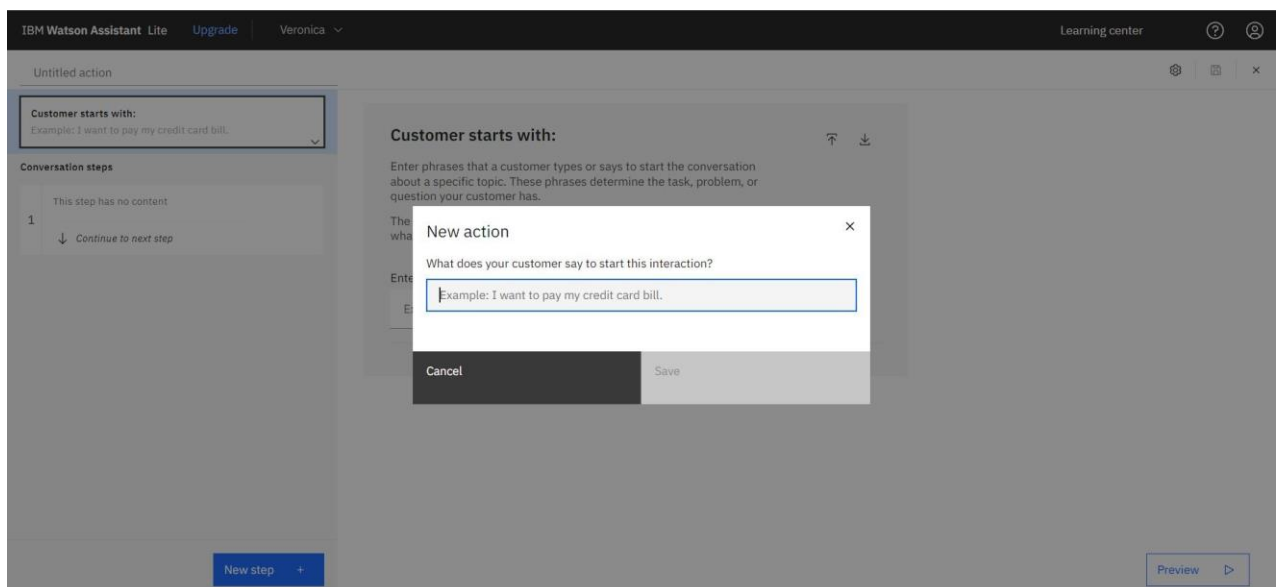 IBM Watson Assistant Lite Upgrade Veronica Learning center
Untitled action
Customer starts with:
Example: I want to pay my credit card bill.
Conversation steps
1
This step has no content
Continue to next step
New step +
Customer starts with:
Enter phrases that a customer types or says to start the conversation
about a specific topic. These phrases determine the task, problem, or
question your customer has.
The
New action
What does your customer say to start this interaction?
Example: I want to pay my credit card bill.
Cancel Save
Preview